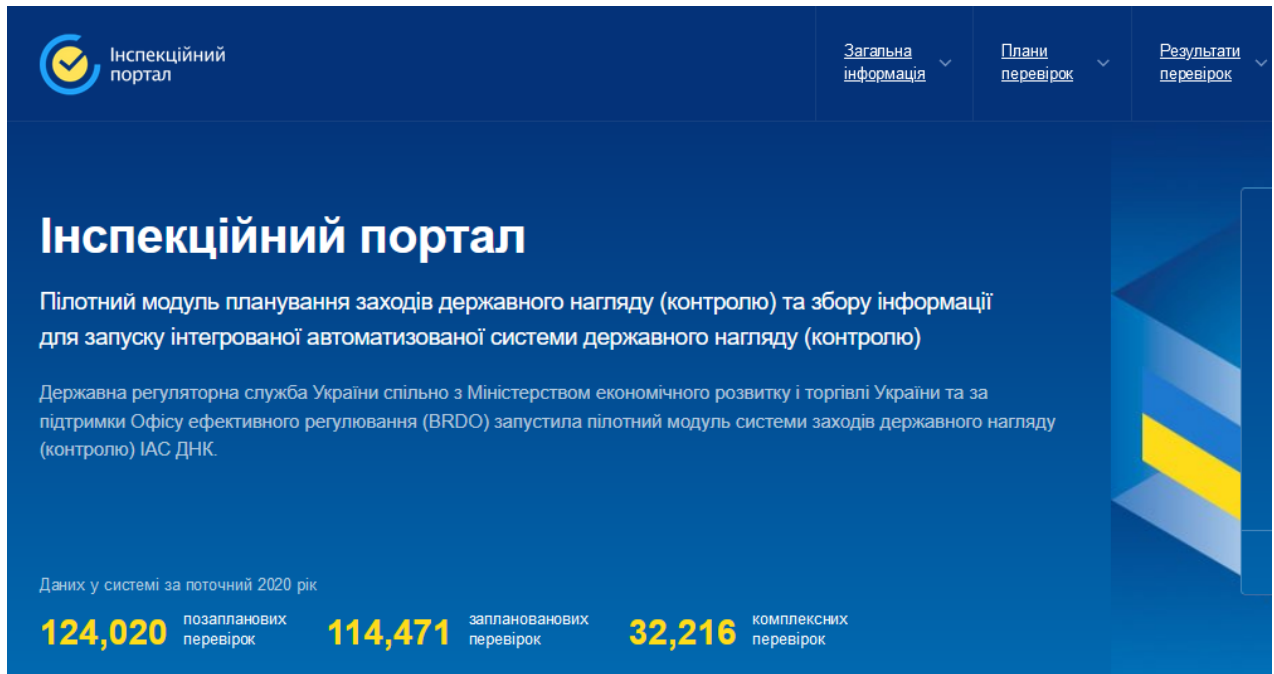 Інспекційний
портал
Загальна
інформація
Плани
перевірок
Результати
перевірок
Інспекційний портал
Пілотний модуль планування заходів державного нагляду (контролю) та збору інформації
для запуску інтегрованої автоматизованої системи державного нагляду (контролю)
Державна регуляторна служба України спільно з Міністерством економічного розвитку і торгівлі України та за
підтримки Офісу ефективного регулювання (BRDO) запустила пілотний модуль системи заходів державного нагляду
(контролю) ІАС ДНК.
Даних у системі за поточний 2020 рік
124,020 позапланових перевірок
114,471 запланованових перевірок
32,216 комплексних перевірок